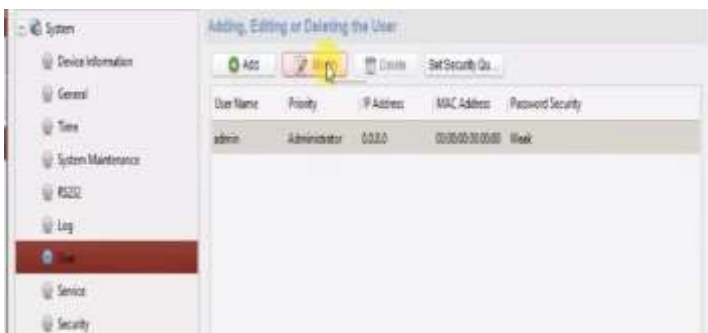 System
Adding, Editing or Deleting the User
Device Information
Add Delete Set Security Qu...
General
User Name Priority IP Address MAC Address Password Security
Time
admin Administrator 0.0.0.0 00:00:00:00:00:00 Weak
System Maintenance
RS232
Log
Service
Security